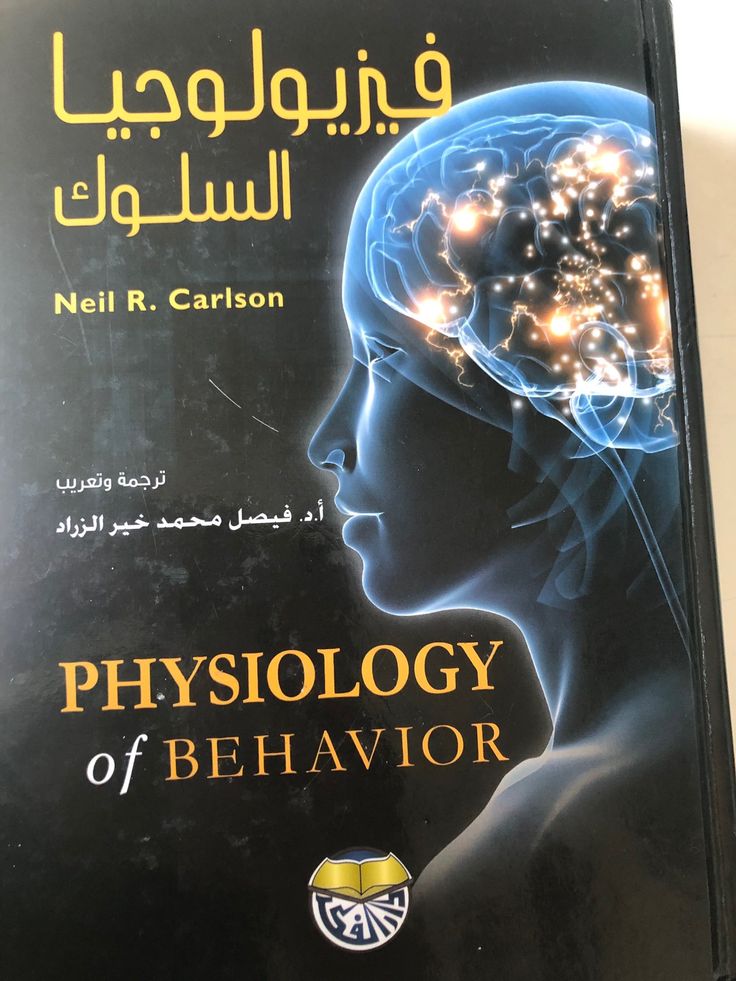 فيزيولوجيا
السلوك
Neil R. Carlson
ترجمة وتعريب
أ.د. فيصل محمد خير الزراد
PHYSIOLOGY
of BEHAVIOR